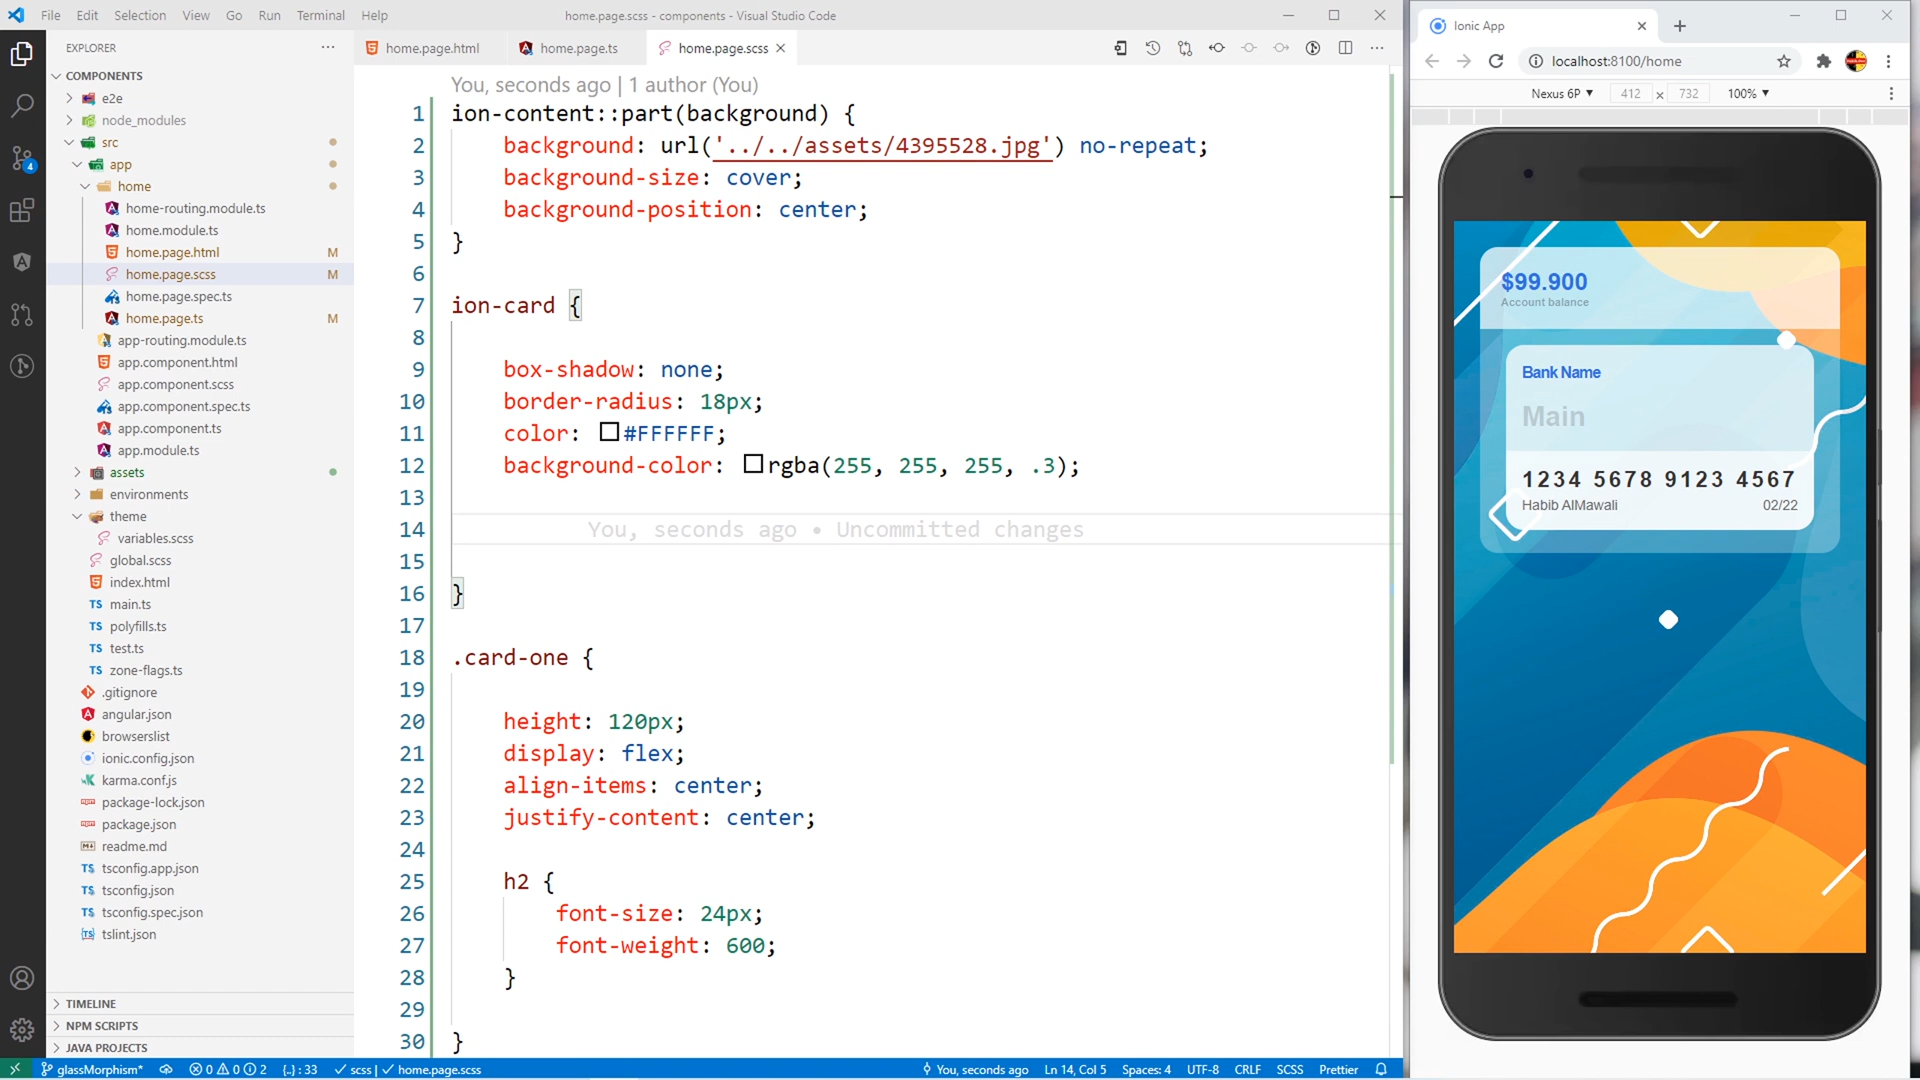 File Edit Selection View Go Run Terminal Help
home.page.scss - components - Visual Studio Code
EXPLORER
COMPONENTS
e2e
node_modules
src
app
home
home-routing.module.ts
home.module.ts
home.page.html M
home.page.scss M
home.page.spec.ts
home.page.ts M
app-routing.module.ts
app.component.html
app.component.scss
app.component.spec.ts
app.component.ts
app.module.ts
assets
environments
theme
variables.scss
global.scss
index.html
TS main.ts
TS polyfills.ts
TS test.ts
TS zone-flags.ts
.gitignore
angular.json
browserslist
ionic.config.json
karma.conf.js
package-lock.json
package.json
readme.md
TS tsconfig.app.json
TS tsconfig.json
TS tsconfig.spec.json
tslint.json
TIMELINE
NPM SCRIPTS
JAVA PROJECTS
4
home.page.html
home.page.ts
home.page.scss
You, seconds ago | 1 author (You)
1 ion-content::part(background) {
2 background: url('../../assets/4395528.jpg') no-repeat;
3 background-size: cover;
4 background-position: center;
5 }
6
7 ion-card {
8
9 box-shadow: none;
10 border-radius: 18px;
11 color: #FFFFFF;
12 background-color: rgba(255, 255, 255, .3);
13
14 You, seconds ago • Uncommitted changes
15
16 }
17
18 .card-one {
19
20 height: 120px;
21 display: flex;
22 align-items: center;
23 justify-content: center;
24
25 h2 {
26 font-size: 24px;
27 font-weight: 600;
28 }
29
30 }
glassMorphism* 0 0 2 {..} : 33 scss | home.page.scss
You, seconds ago Ln 14, Col 5 Spaces: 4 UTF-8 CRLF SCSS Prettier
Ionic App
localhost:8100/home
Nexus 6P 412 x 732 100%
$99.900
Account balance
Bank Name
Main
1234 5678 9123 4567
Habib AlMawali 02/22